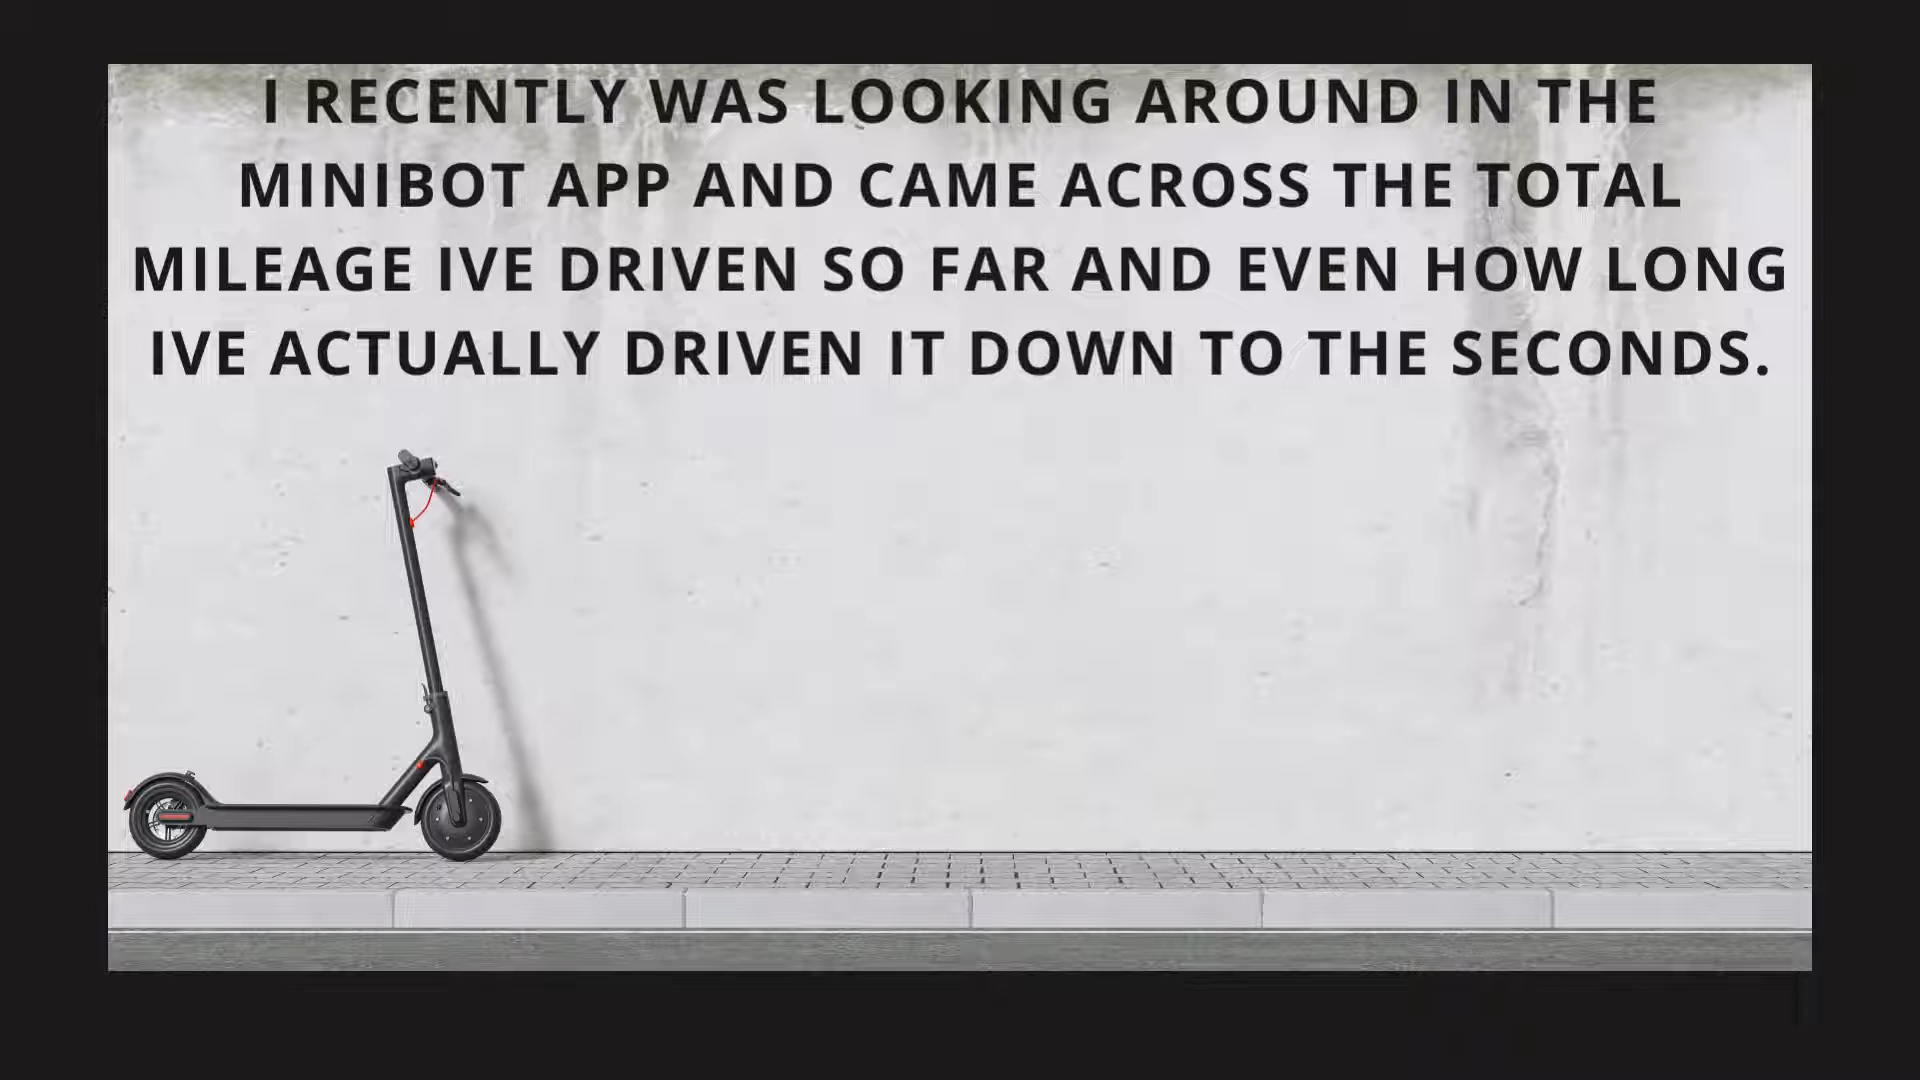 I RECENTLY WAS LOOKING AROUND IN THE
MINIBOT APP AND CAME ACROSS THE TOTAL
MILEAGE IVE DRIVEN SO FAR AND EVEN HOW LONG
IVE ACTUALLY DRIVEN IT DOWN TO THE SECONDS.